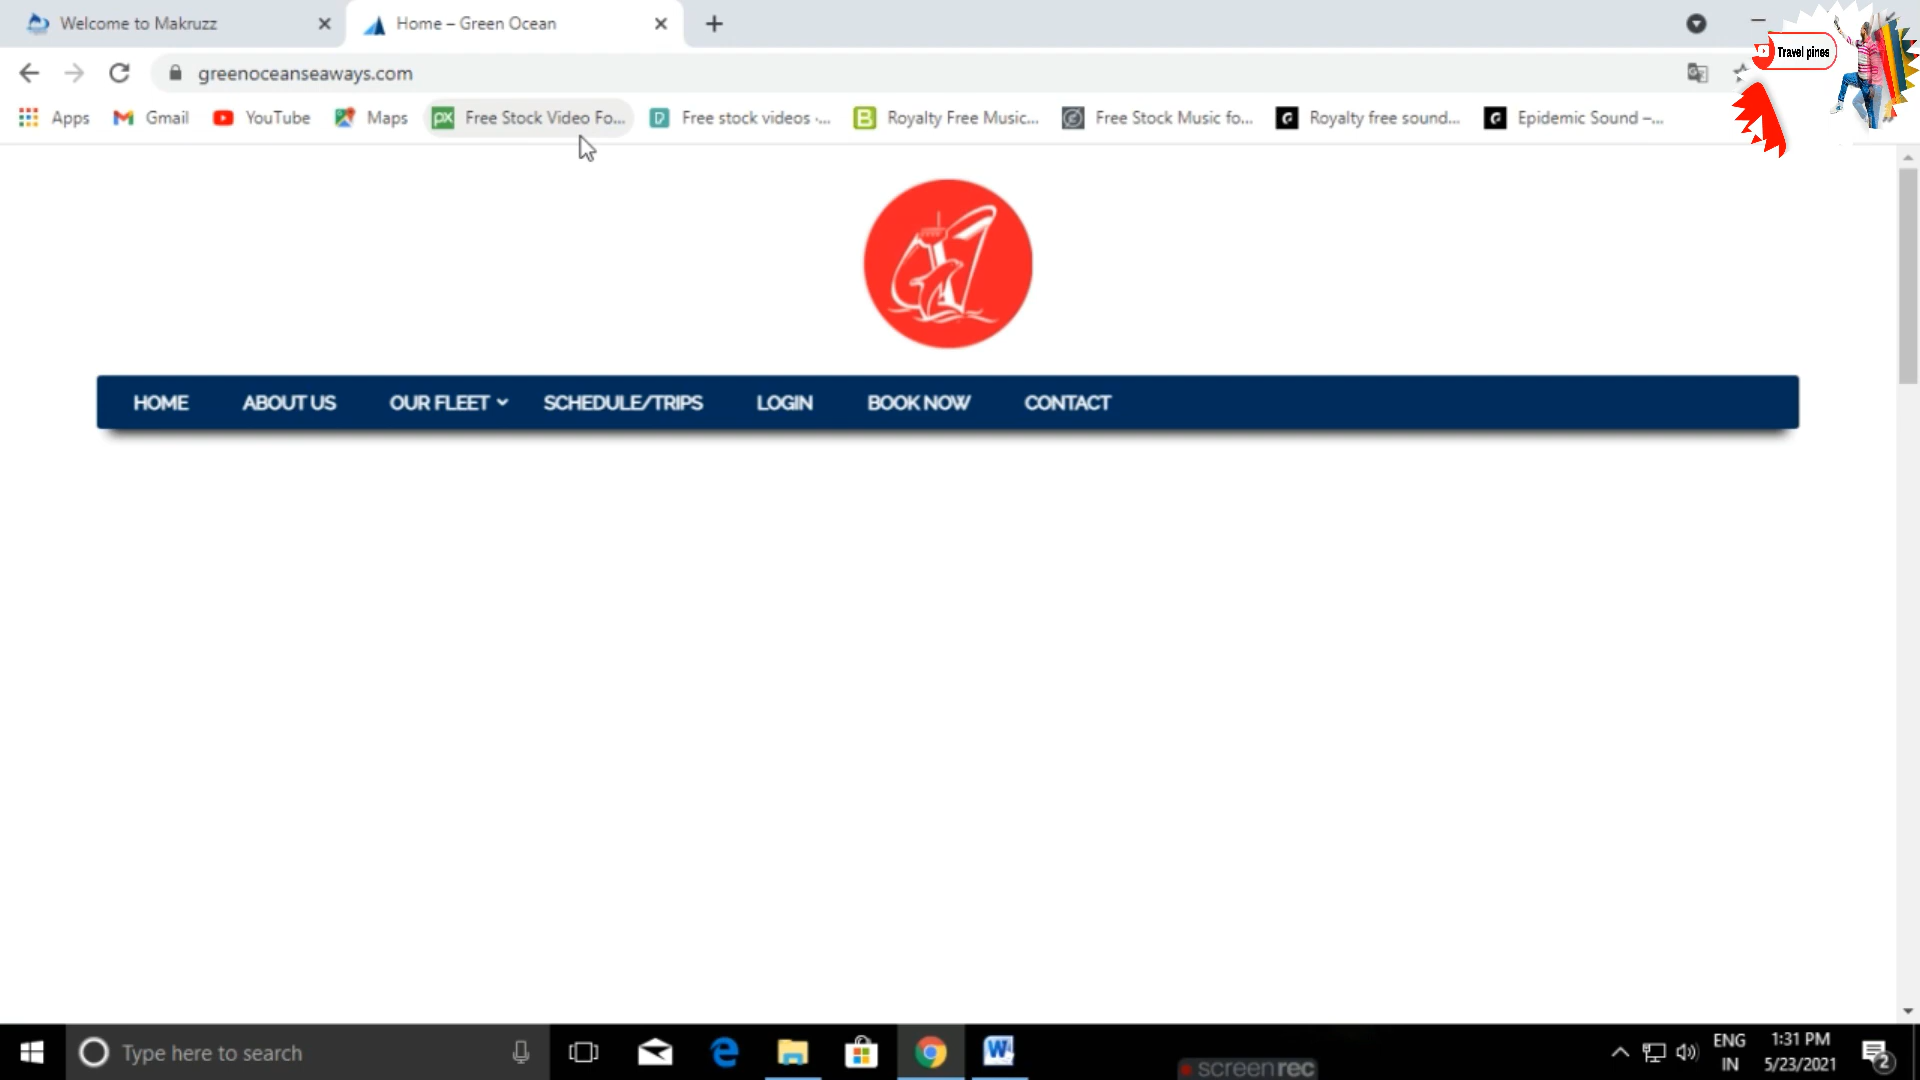 Welcome to Makruzz
Home – Green Ocean
Travel pines
greenoceanseaways.com
Apps
Gmail
YouTube
Maps
Free Stock Video Fo...
Free stock videos ·...
Royalty Free Music...
Free Stock Music fo...
Royalty free sound...
Epidemic Sound –...
HOME
ABOUT US
OUR FLEET
SCHEDULE/TRIPS
LOGIN
BOOK NOW
CONTACT
Type here to search
screenrec
ENG
IN
1:31 PM
5/23/2021
2